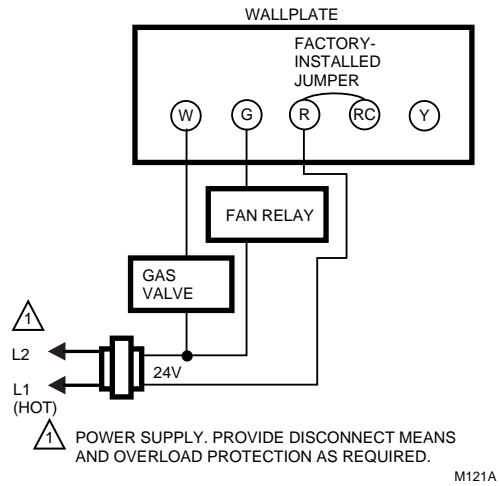 WALLPLATE
FACTORY-
INSTALLED
JUMPER
W G R RC Y
FAN RELAY
GAS
VALVE
1
L2
24V
L1
(HOT)
1 POWER SUPPLY. PROVIDE DISCONNECT MEANS
AND OVERLOAD PROTECTION AS REQUIRED.
M121A